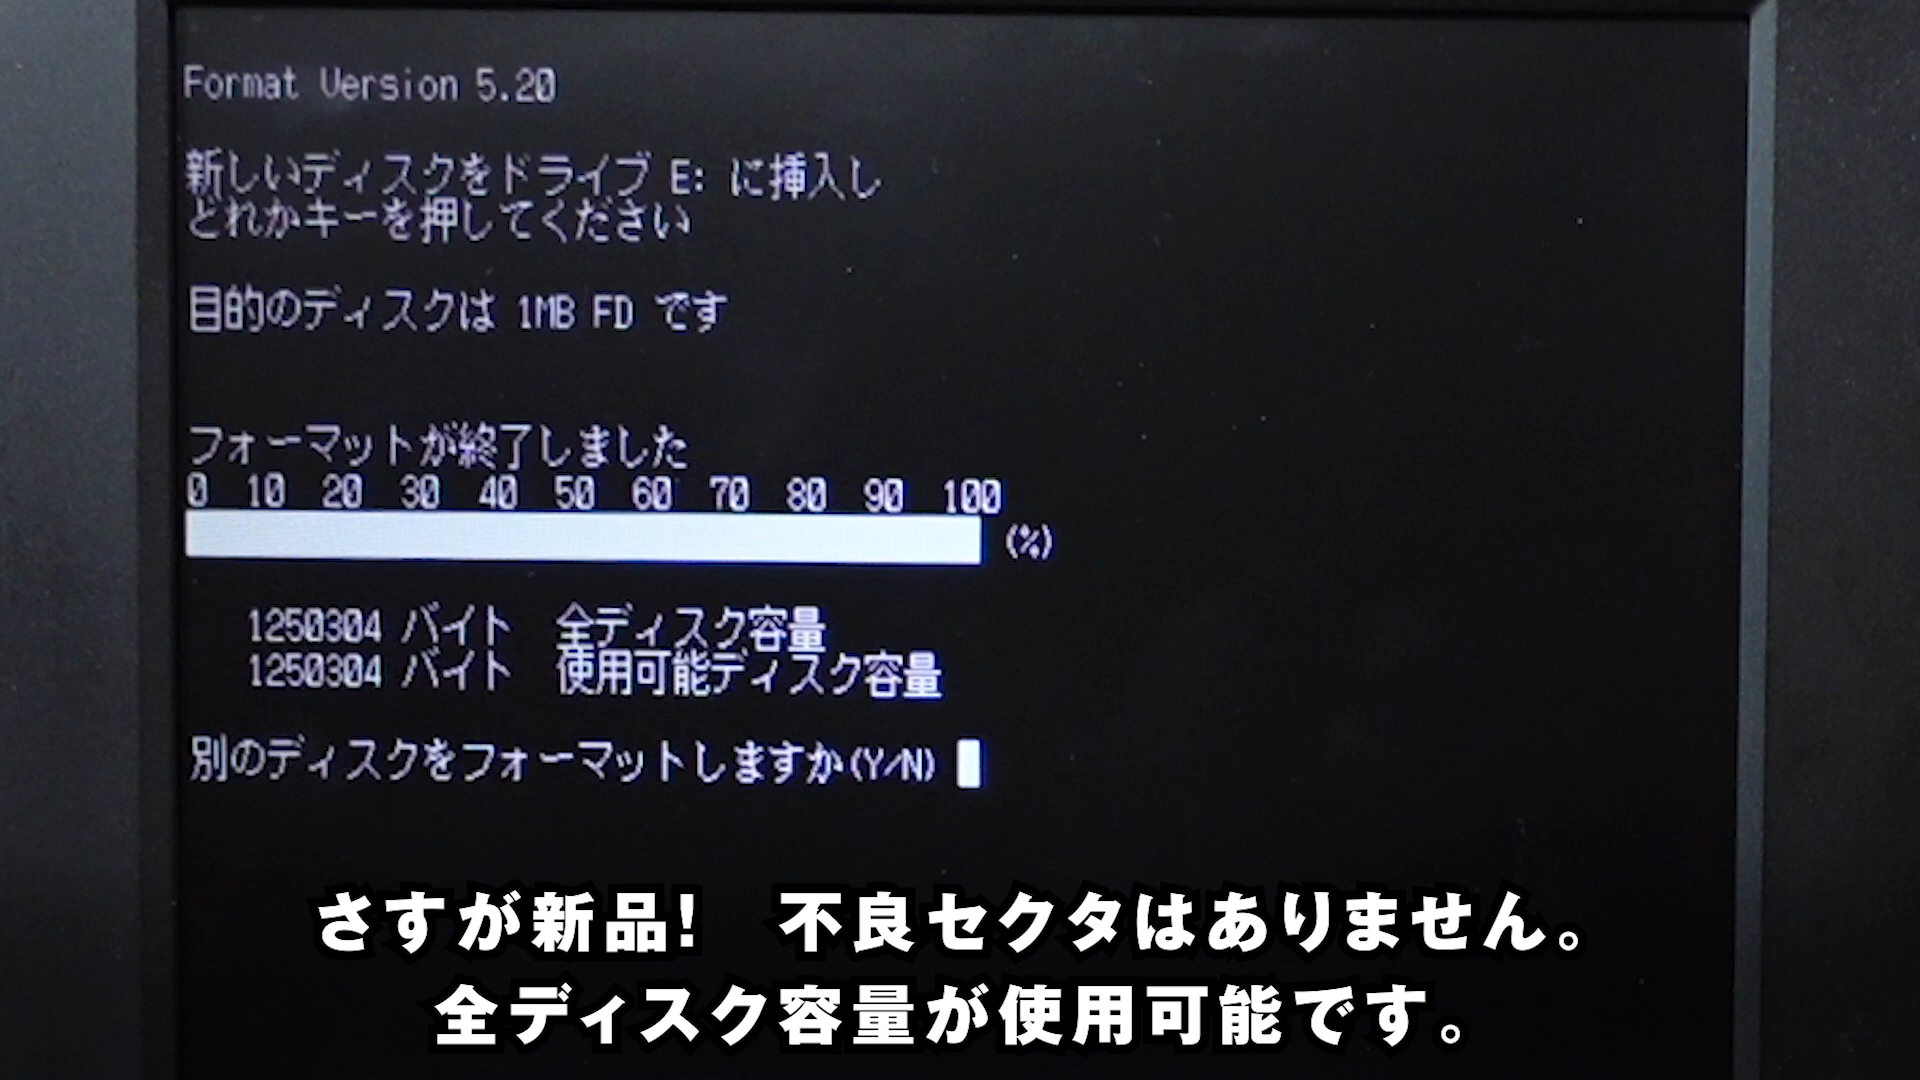 Format Version 5.20
新しいディスクをドライブ E: に挿入し
どれかキーを押してください
目的のディスクは 1MB FD です
フォーマットが終了しました
0 10 20 30 40 50 60 70 80 90 100
(%)
1250304 バイト 全ディスク容量
1250304 バイト 使用可能ディスク容量
別のディスクをフォーマットしますか(Y/N)
さすが新品! 不良セクタはありません。
全ディスク容量が使用可能です。